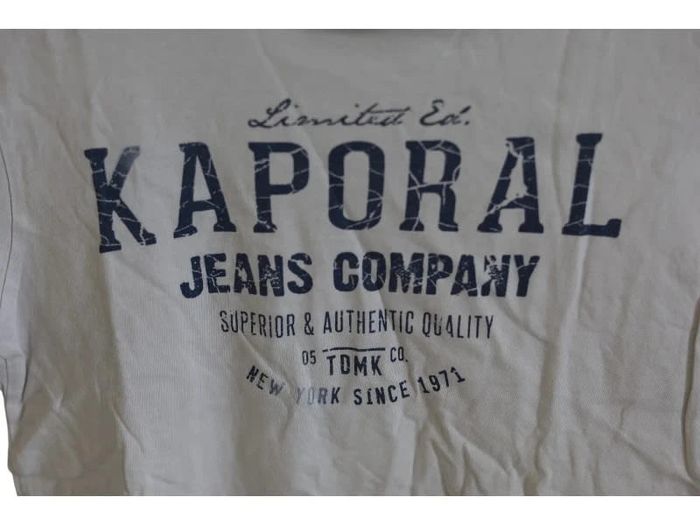 Limited Ed.
KAPORAL
JEANS COMPANY
SUPERIOR & AUTHENTIC QUALITY
05 TDMK CO.
NEW YORK SINCE 1971